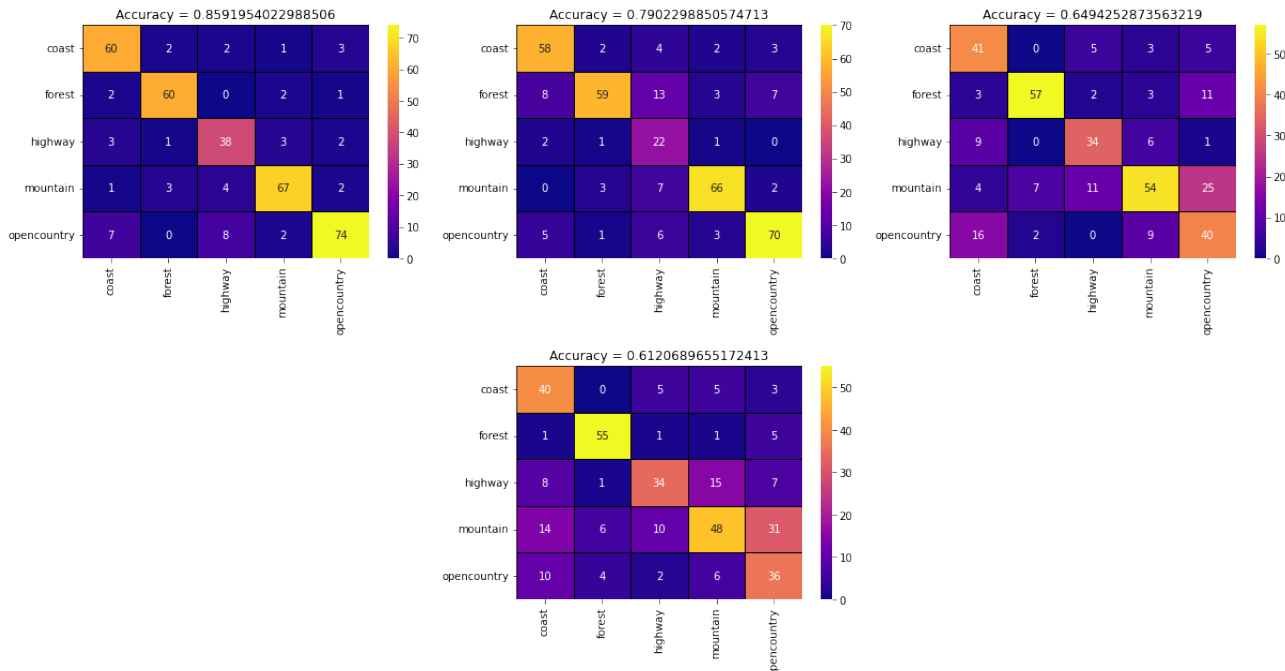 Accuracy = 0.8591954022988506
coast 60 2 2 1 3
forest 2 60 0 2 1
highway 3 1 38 3 2
mountain 1 3 4 67 2
opencountry 7 0 8 2 74
coast forest highway mountain opencountry
70
60
50
40
30
20
10
0
Accuracy = 0.7902298850574713
coast 58 2 4 2 3
forest 8 59 13 3 7
highway 2 1 22 1 0
mountain 0 3 7 66 2
opencountry 5 1 6 3 70
coast forest highway mountain opencountry
70
60
50
40
30
20
10
0
Accuracy = 0.6494252873563219
coast 41 0 5 3 5
forest 3 57 2 3 11
highway 9 0 34 6 1
mountain 4 7 11 54 25
opencountry 16 2 0 9 40
coast forest highway mountain opencountry
50
40
30
20
10
0
Accuracy = 0.6120689655172413
coast 40 0 5 5 3
forest 1 55 1 1 5
highway 8 1 34 15 7
mountain 14 6 10 48 31
opencountry 10 4 2 6 36
coast forest highway mountain opencountry
50
40
30
20
10
0